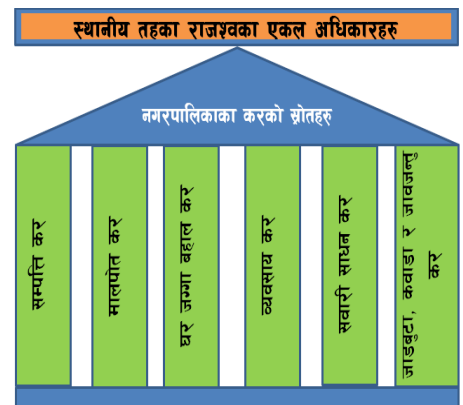 स्थानीय तहका राजश्वका एकल अधिकारहरु
नगरपालिकाका करको स्रोतहरु
सम्पत्ति कर
मालपोत कर
घर जग्गा बहाल कर
व्यवसाय कर
सवारी साधन कर
जाडबुटा, कवाडा र जावजन्तु
कर